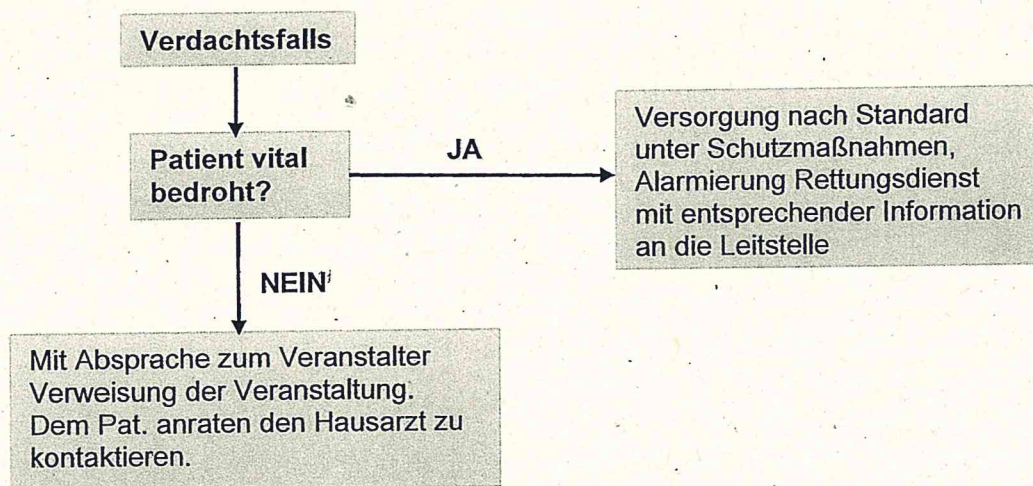 Verdachtsfalls
Patient vital
bedroht?
JA
Versorgung nach Standard
unter Schutzmaßnahmen,
Alarmierung Rettungsdienst
mit entsprechender Information
an die Leitstelle
NEIN
Mit Absprache zum Veranstalter
Verweisung der Veranstaltung.
Dem Pat. anraten den Hausarzt zu
kontaktieren.